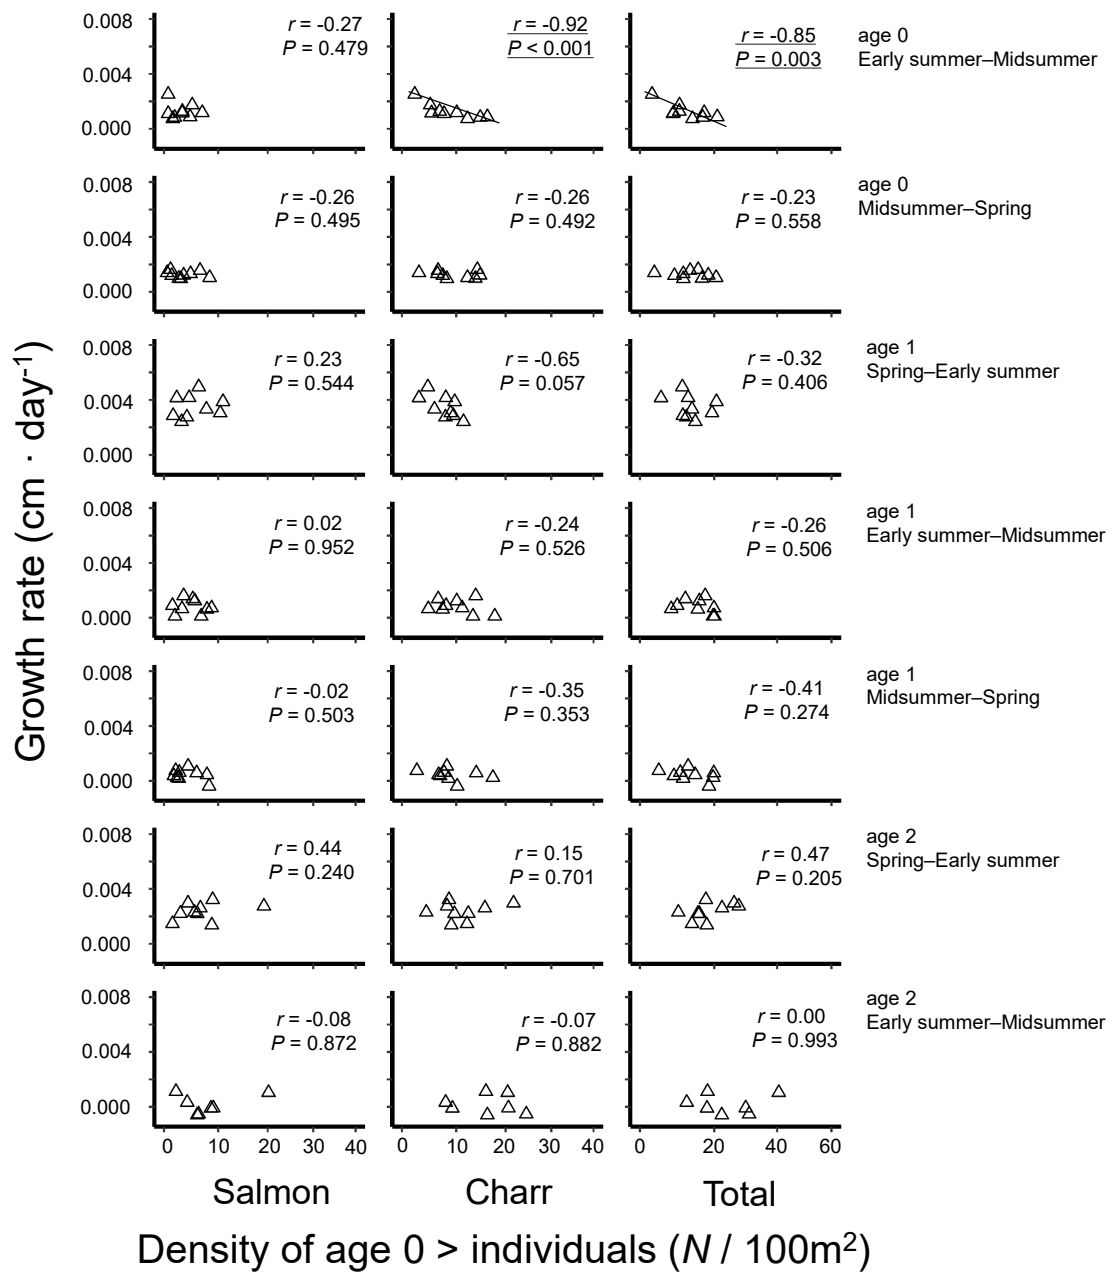 0.008
0.004
0.000
r = -0.27
P = 0.479
r = -0.92
P < 0.001
r = -0.85
P = 0.003
age 0
Early summer–Midsummer
0.008
0.004
0.000
r = -0.26
P = 0.495
r = -0.26
P = 0.492
r = -0.23
P = 0.558
age 0
Midsummer–Spring
0.008
0.004
0.000
r = 0.23
P = 0.544
r = -0.65
P = 0.057
r = -0.32
P = 0.406
age 1
Spring–Early summer
0.008
0.004
0.000
r = 0.02
P = 0.952
r = -0.24
P = 0.526
r = -0.26
P = 0.506
age 1
Early summer–Midsummer
0.008
0.004
0.000
r = -0.02
P = 0.503
r = -0.35
P = 0.353
r = -0.41
P = 0.274
age 1
Midsummer–Spring
0.008
0.004
0.000
r = 0.44
P = 0.240
r = 0.15
P = 0.701
r = 0.47
P = 0.205
age 2
Spring–Early summer
0.008
0.004
0.000
r = -0.08
P = 0.872
r = -0.07
P = 0.882
r = 0.00
P = 0.993
age 2
Early summer–Midsummer
Growth rate (cm · day⁻¹)
0 10 20 30 40
0 10 20 30 40
0 20 40 60
Salmon
Charr
Total
Density of age 0 > individuals (N / 100m²)